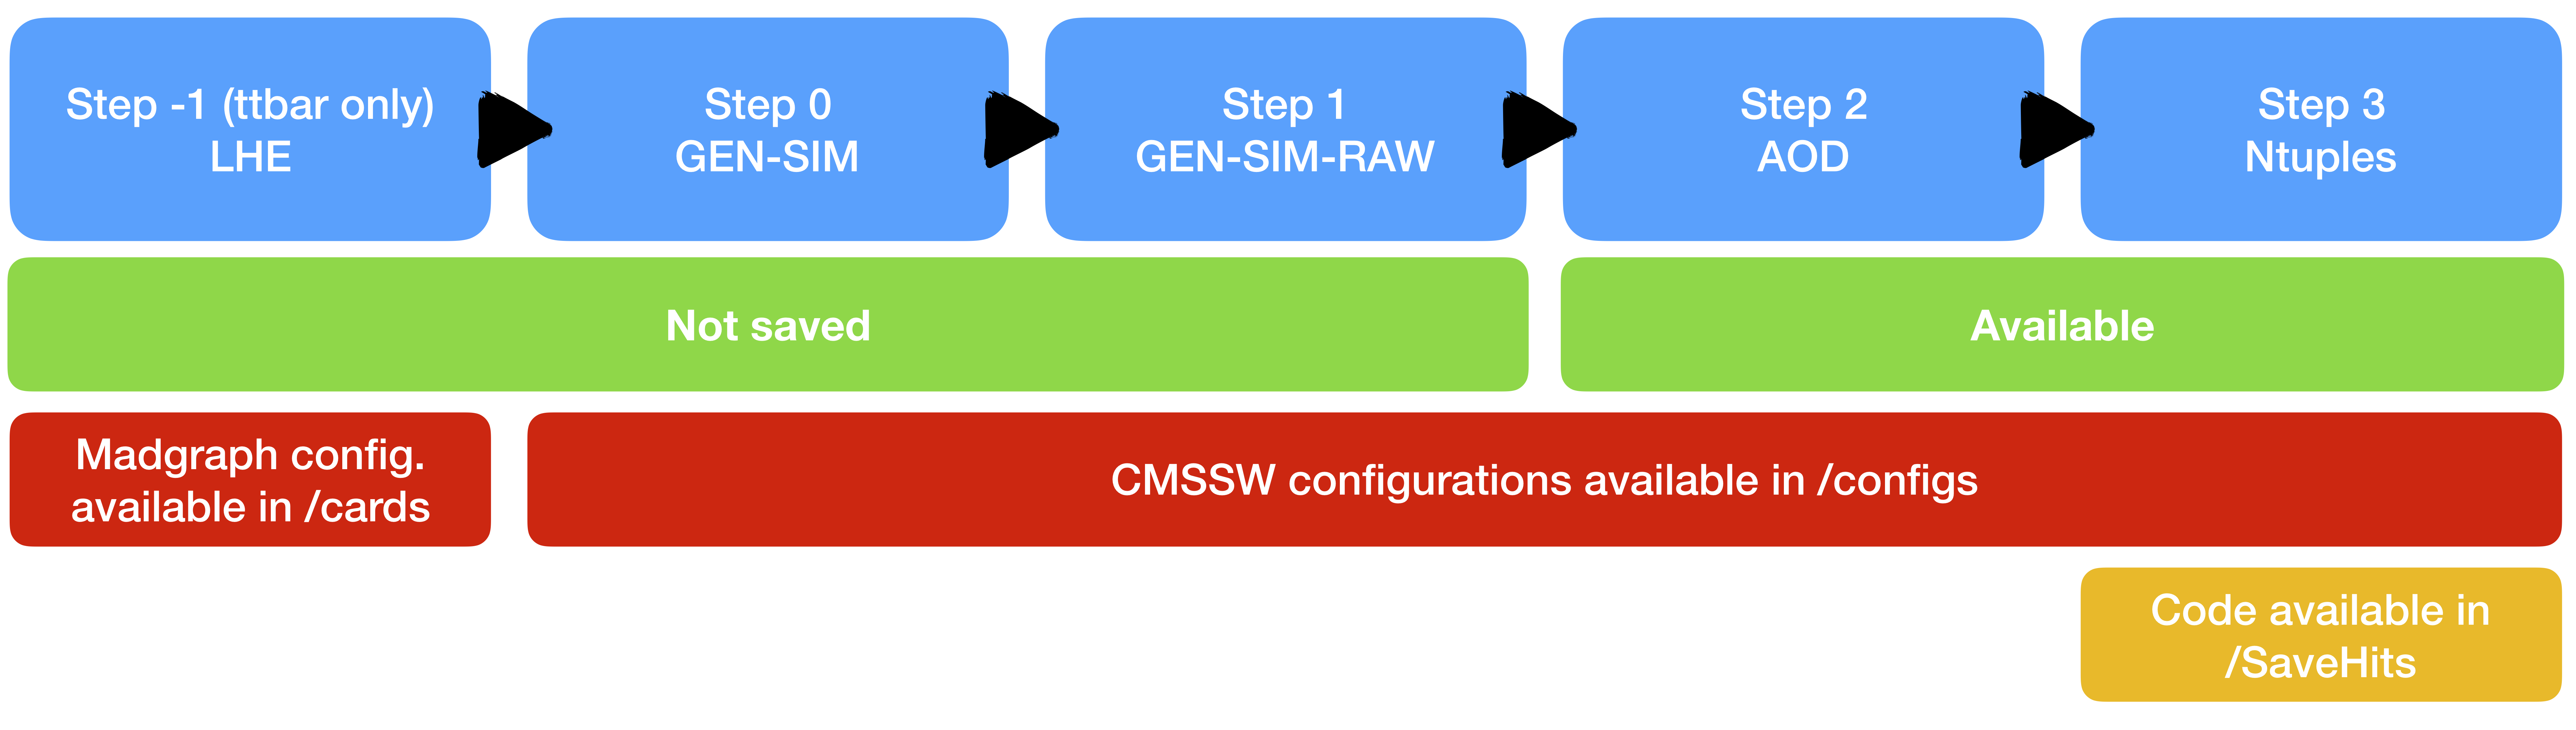 Step -1 (ttbar only)
LHE
Step 0
GEN-SIM
Step 1
GEN-SIM-RAW
Step 2
AOD
Step 3
Ntuples
Not saved
Available
Madgraph config.
available in /cards
CMSSW configurations available in /configs
Code available in
/SaveHits